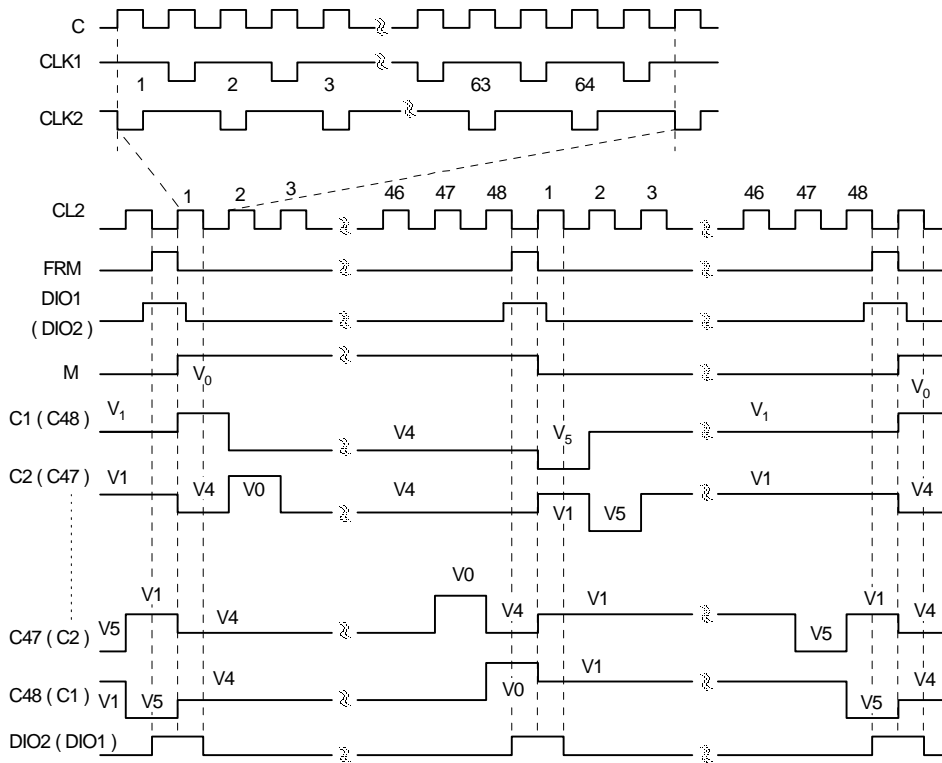 C
CLK1
1 2 3 63 64
CLK2
1 2 3 46 47 48 1 2 3 46 47 48
CL2
FRM
DIO1
( DIO2 )
M
V0 V0
V1 V4 V5 V1
C1 ( C48 )
V1 V4 V0 V4 V1 V5 V1 V4
C2 ( C47 )
V0
V1 V4 V4 V1 V1 V4
V5 V5
C47 ( C2 )
V4 V1 V4
C48 ( C1 ) V1 V5 V0 V5
DIO2 ( DIO1 )